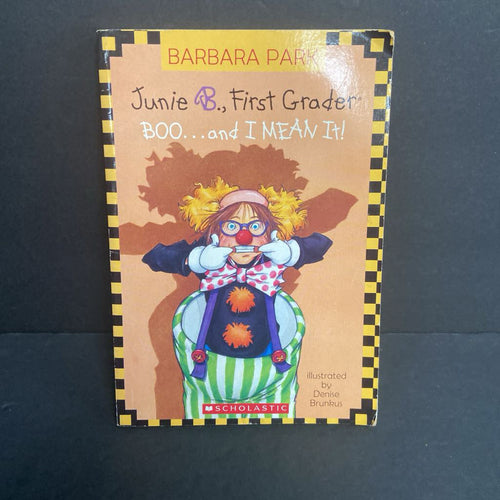 BARBARA PARK
Junie B., First Grader
BOO...and I MEAN It!
illustrated
by
Denise
Brunkus
SCHOLASTIC